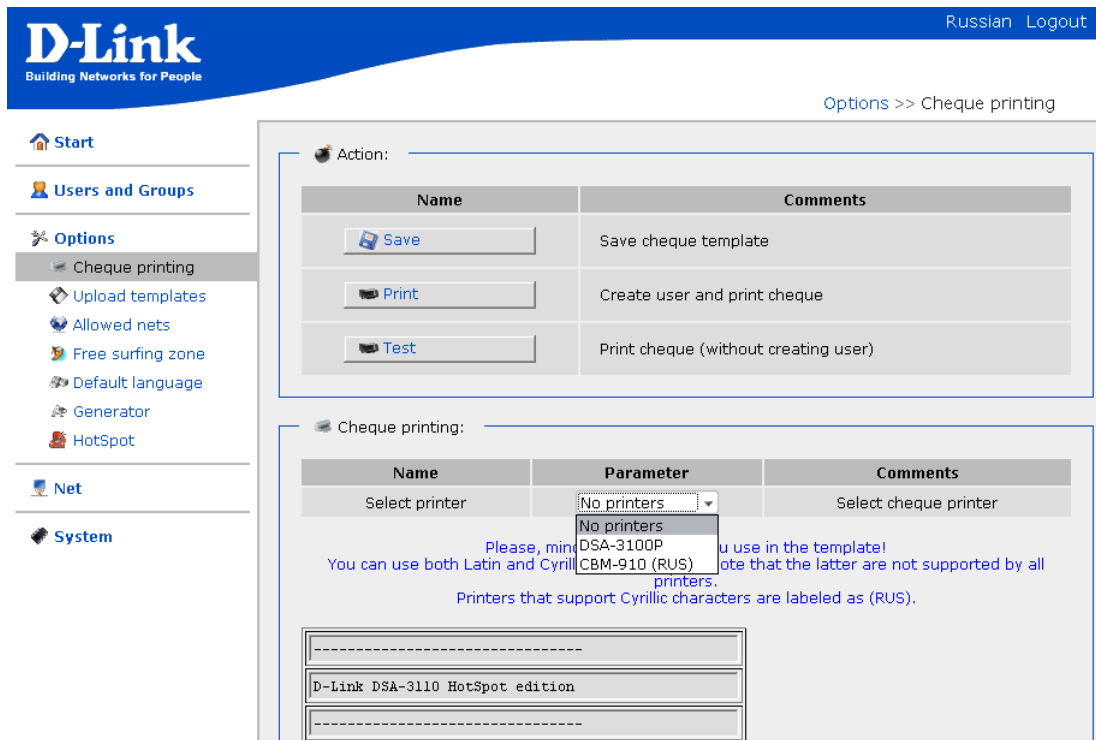 Russian Logout
D-Link
Building Networks for People
Options >> Cheque printing
Start
Users and Groups
Options
Cheque printing
Upload templates
Allowed nets
Free surfing zone
Default language
Generator
HotSpot
Net
System
Action:
Name Comments
Save Save cheque template
Print Create user and print cheque
Test Print cheque (without creating user)
Cheque printing:
Name Parameter Comments
Select printer No printers Select cheque printer
No printers
DSA-3100P
CBM-910 (RUS)
Please, use in the template!
You can use both Latin and that the latter are not supported by all
printers.
Printers that support Cyrillic characters are labeled as (RUS).
--------------------------------
D-Link DSA-3110 HotSpot edition
--------------------------------